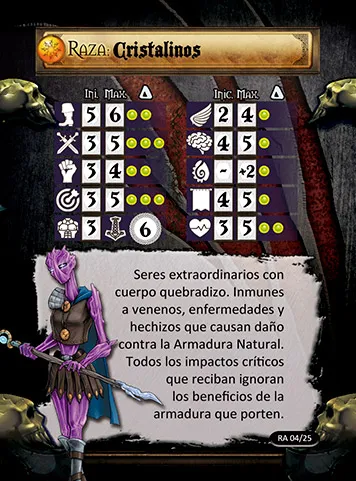 Raza: Cristalinos
Ini. Max. Δ Inic. Max. Δ
5 6 2 4
3 5 4 5
3 4 - +2
3 5 4 5
3 5 6 3 5
Seres extraordinarios con
cuerpo quebradizo. Inmunes
a venenos, enfermedades y
hechizos que causan daño
contra la Armadura Natural.
Todos los impactos críticos
que reciban ignoran
los beneficios de la
armadura que porten.
RA 04/25